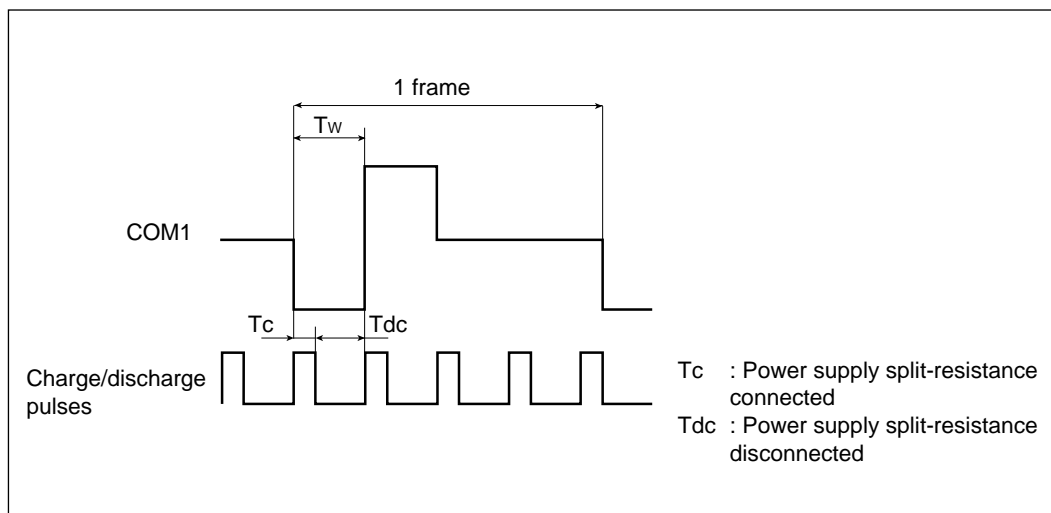 1 frame
Tw
COM1
Tc
Tdc
Charge/discharge
pulses
Tc : Power supply split-resistance
connected
Tdc : Power supply split-resistance
disconnected